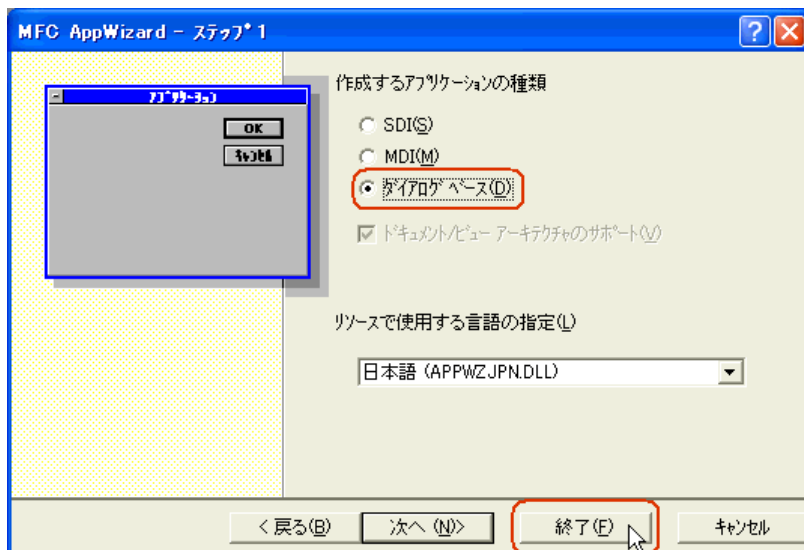 MFC AppWizard - ステップ 1
アプリケーション
OK
キャンセル
作成するアプリケーションの種類
SDI(S)
MDI(M)
ダイアログ ベース(D)
ドキュメント/ビュー アーキテクチャのサポート(V)
リソースで使用する言語の指定(L)
日本語 (APPWZJPN.DLL)
< 戻る(B)
次へ (N)>
終了(F)
キャンセル